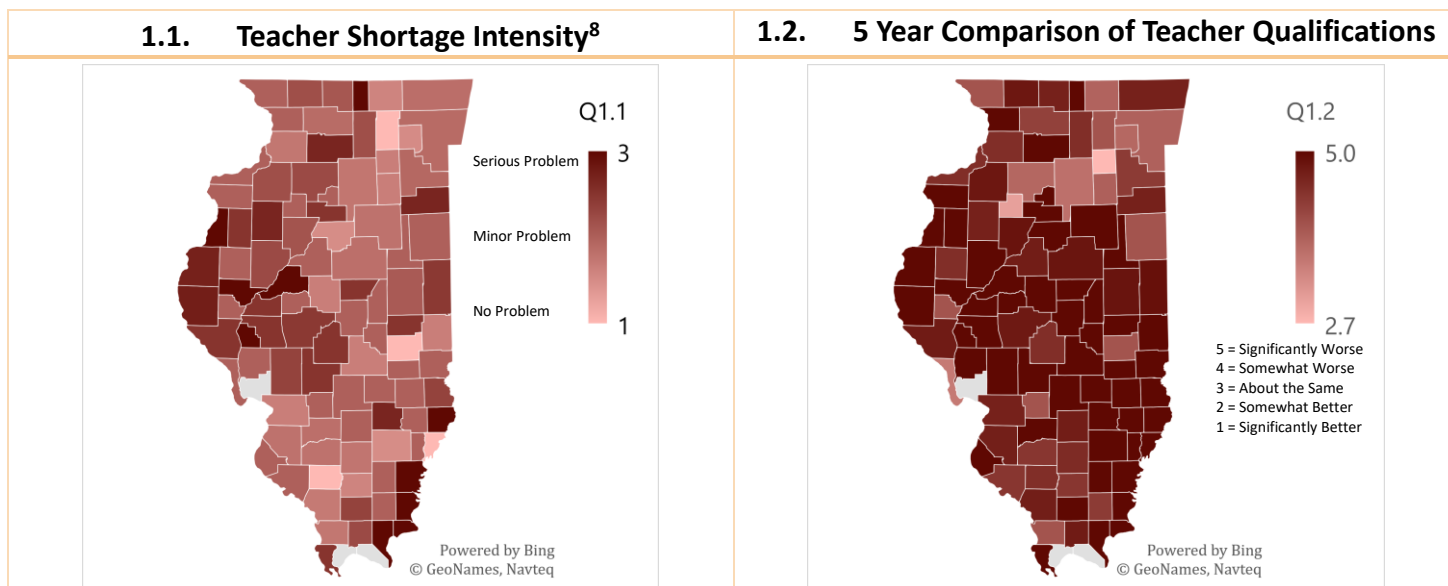 1.1. Teacher Shortage Intensity⁸
1.2. 5 Year Comparison of Teacher Qualifications
Q1.1
Serious Problem
3
Minor Problem
No Problem
1
Powered by Bing
© GeoNames, Navteq
Q1.2
5.0
2.7
5 = Significantly Worse
4 = Somewhat Worse
3 = About the Same
2 = Somewhat Better
1 = Significantly Better
Powered by Bing
© GeoNames, Navteq